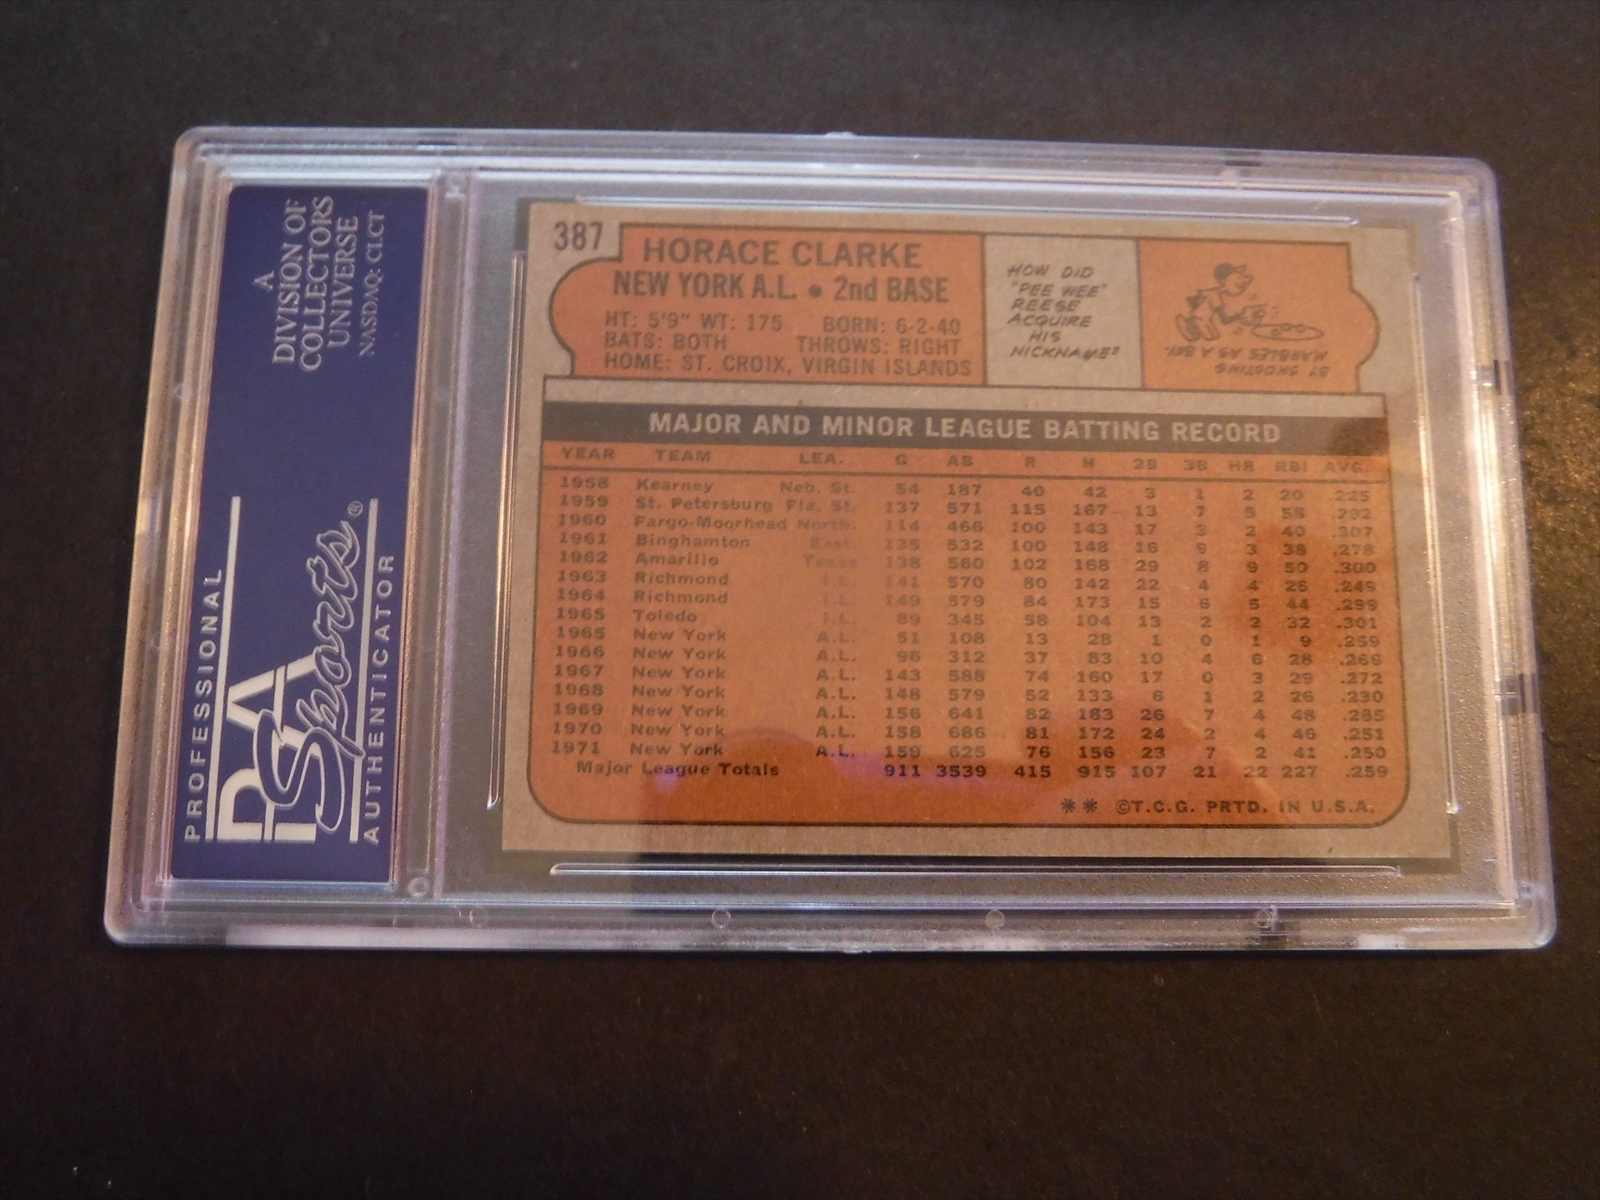 A
DIVISION OF
COLLECTORS
UNIVERSE
NASDAQ: CLCT
PROFESSIONAL
PSA
Sports®
AUTHENTICATOR
387
HORACE CLARKE
NEW YORK A.L. • 2nd BASE
HT: 5'9" WT: 175 BORN: 6-2-40
BATS: BOTH THROWS: RIGHT
HOME: ST. CROIX, VIRGIN ISLANDS
HOW DID
"PEE WEE"
REESE
ACQUIRE
HIS
NICKNAME?
BY SHOOTING
MARBLES AS A BOY.
MAJOR AND MINOR LEAGUE BATTING RECORD
YEAR TEAM LEA. G AB R H 2B 3B HR RBI AVG.
1958 Kearney Neb. St. 54 187 40 42 3 1 2 20 .225
1959 St. Petersburg Fla. St. 137 571 115 167 13 7 5 58 .292
1960 Fargo-Moorhead North. 114 466 100 143 17 3 2 40 .307
1961 Binghamton East. 135 532 100 148 16 9 3 38 .278
1962 Amarillo Texas 138 560 102 168 29 8 9 50 .300
1963 Richmond I.L. 141 570 80 142 22 4 4 25 .249
1964 Richmond I.L. 149 579 84 173 15 6 5 44 .299
1965 Toledo I.L. 89 345 58 104 13 2 2 32 .301
1965 New York A.L. 51 108 13 28 1 0 1 9 .259
1966 New York A.L. 96 312 37 83 10 4 6 28 .266
1967 New York A.L. 143 588 74 160 17 0 3 29 .272
1968 New York A.L. 148 579 52 133 6 1 2 26 .230
1969 New York A.L. 156 641 82 183 26 7 4 48 .285
1970 New York A.L. 158 686 81 172 24 2 4 46 .251
1971 New York A.L. 159 625 76 156 23 7 2 41 .250
Major League Totals 911 3539 415 915 107 21 22 227 .259
** ©T.C.G. PRTD. IN U.S.A.